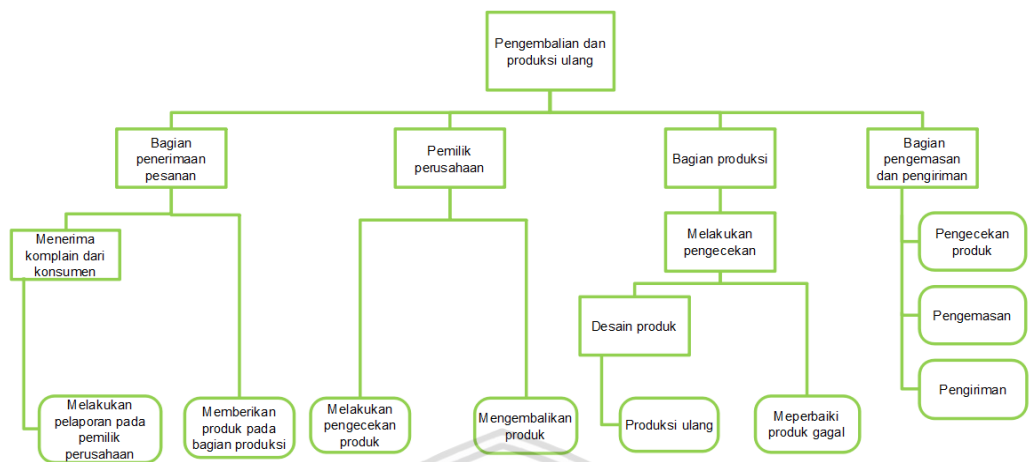 Pengembalian dan
produksi ulang
Bagian
penerimaan
pesanan
Pemilik
perusahaan
Bagian produksi
Bagian
pengemasan
dan pengiriman
Menerima
komplain dari
konsumen
Melakukan
pengecekan
Pengecekan
produk
Desain produk
Pengemasan
Pengiriman
Melakukan
pelaporan pada
pemilik
perusahaan
Memberikan
produk pada
bagian produksi
Melakukan
pengecekan
produk
Mengembalikan
produk
Produksi ulang
Meperbaiki
produk gagal